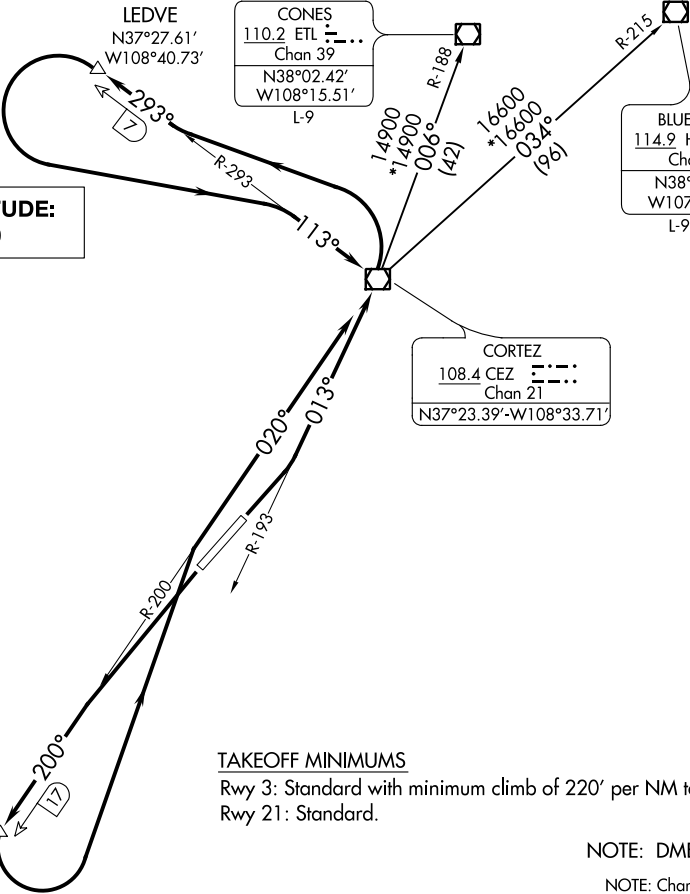 LEDVE
N37°27.61′
W108°40.73′
CONES
110.2 ETL
Chan 39
N38°02.42′
W108°15.51′
L-9
R-188
R-215
14900
*14900
006°
(42)
16600
*16600
034°
(96)
BLUE
114.9 H
N38°
W107
L-9
293°
7
R-293
113°
TUDE:
CORTEZ
108.4 CEZ
Chan 21
N37°23.39′-W108°33.71′
020°
013°
R-193
R-200
200°
17
TAKEOFF MINIMUMS
Rwy 3: Standard with minimum climb of 220′ per NM to
Rwy 21: Standard.
NOTE: DME
NOTE: Chart